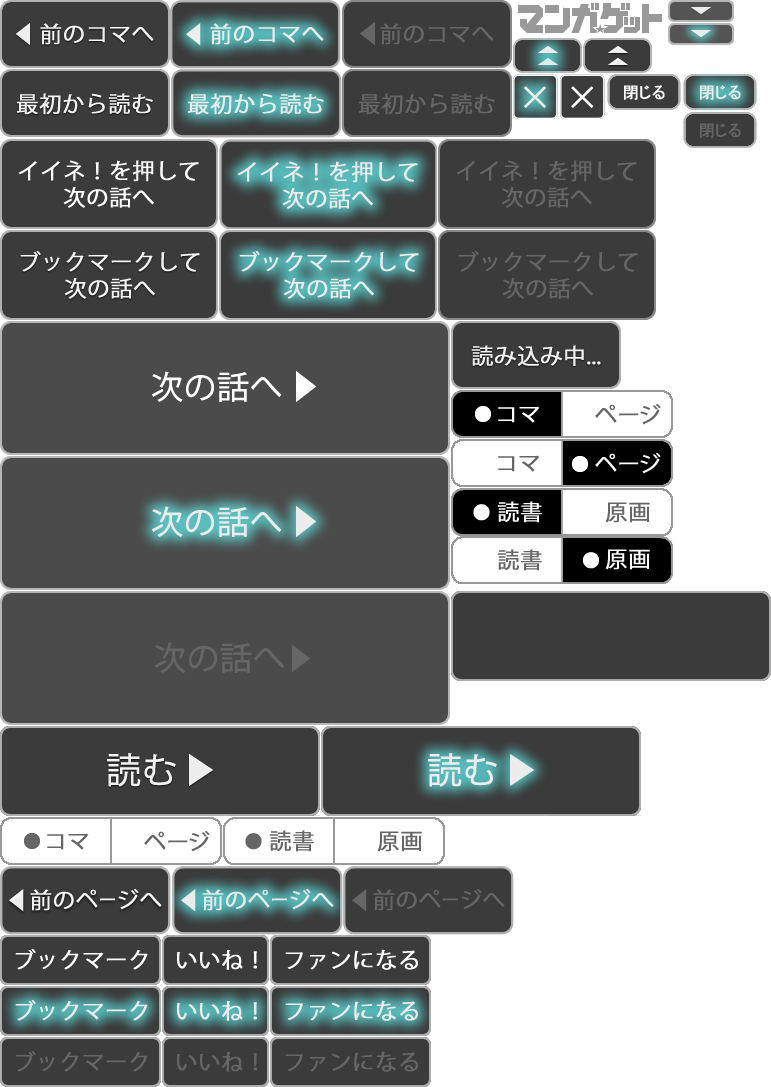 前のコマへ
前のコマへ
前のコマへ
マンガ☆ゲット
最初から読む
最初から読む
最初から読む
閉じる
閉じる
閉じる
イイネ！を押して
次の話へ
イイネ！を押して
次の話へ
イイネ！を押して
次の話へ
ブックマークして
次の話へ
ブックマークして
次の話へ
ブックマークして
次の話へ
次の話へ
読み込み中...
コマ ページ
コマ ページ
次の話へ
読書 原画
読書 原画
次の話へ
読む
読む
コマ ページ
読書 原画
前のページへ
前のページへ
前のページへ
ブックマーク
いいね！
ファンになる
ブックマーク
いいね！
ファンになる
ブックマーク
いいね！
ファンになる